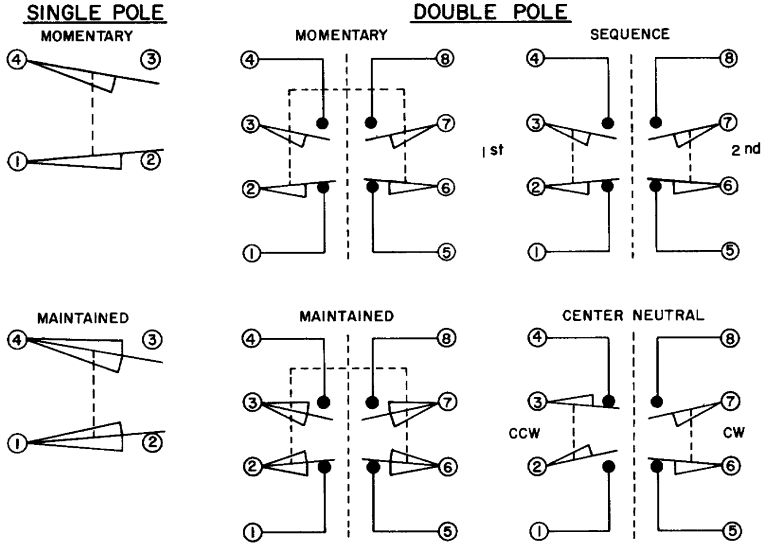 SINGLE POLE
DOUBLE POLE
MOMENTARY
MOMENTARY
SEQUENCE
4 3
4 8
4 8
3 7
1st
3 7
2nd
1 2
2 6
2 6
1 5
1 5
MAINTAINED
MAINTAINED
CENTER NEUTRAL
4 3
4 8
4 8
3 7
3 7
CCW
CW
1 2
2 6
2 6
1 5
1 5